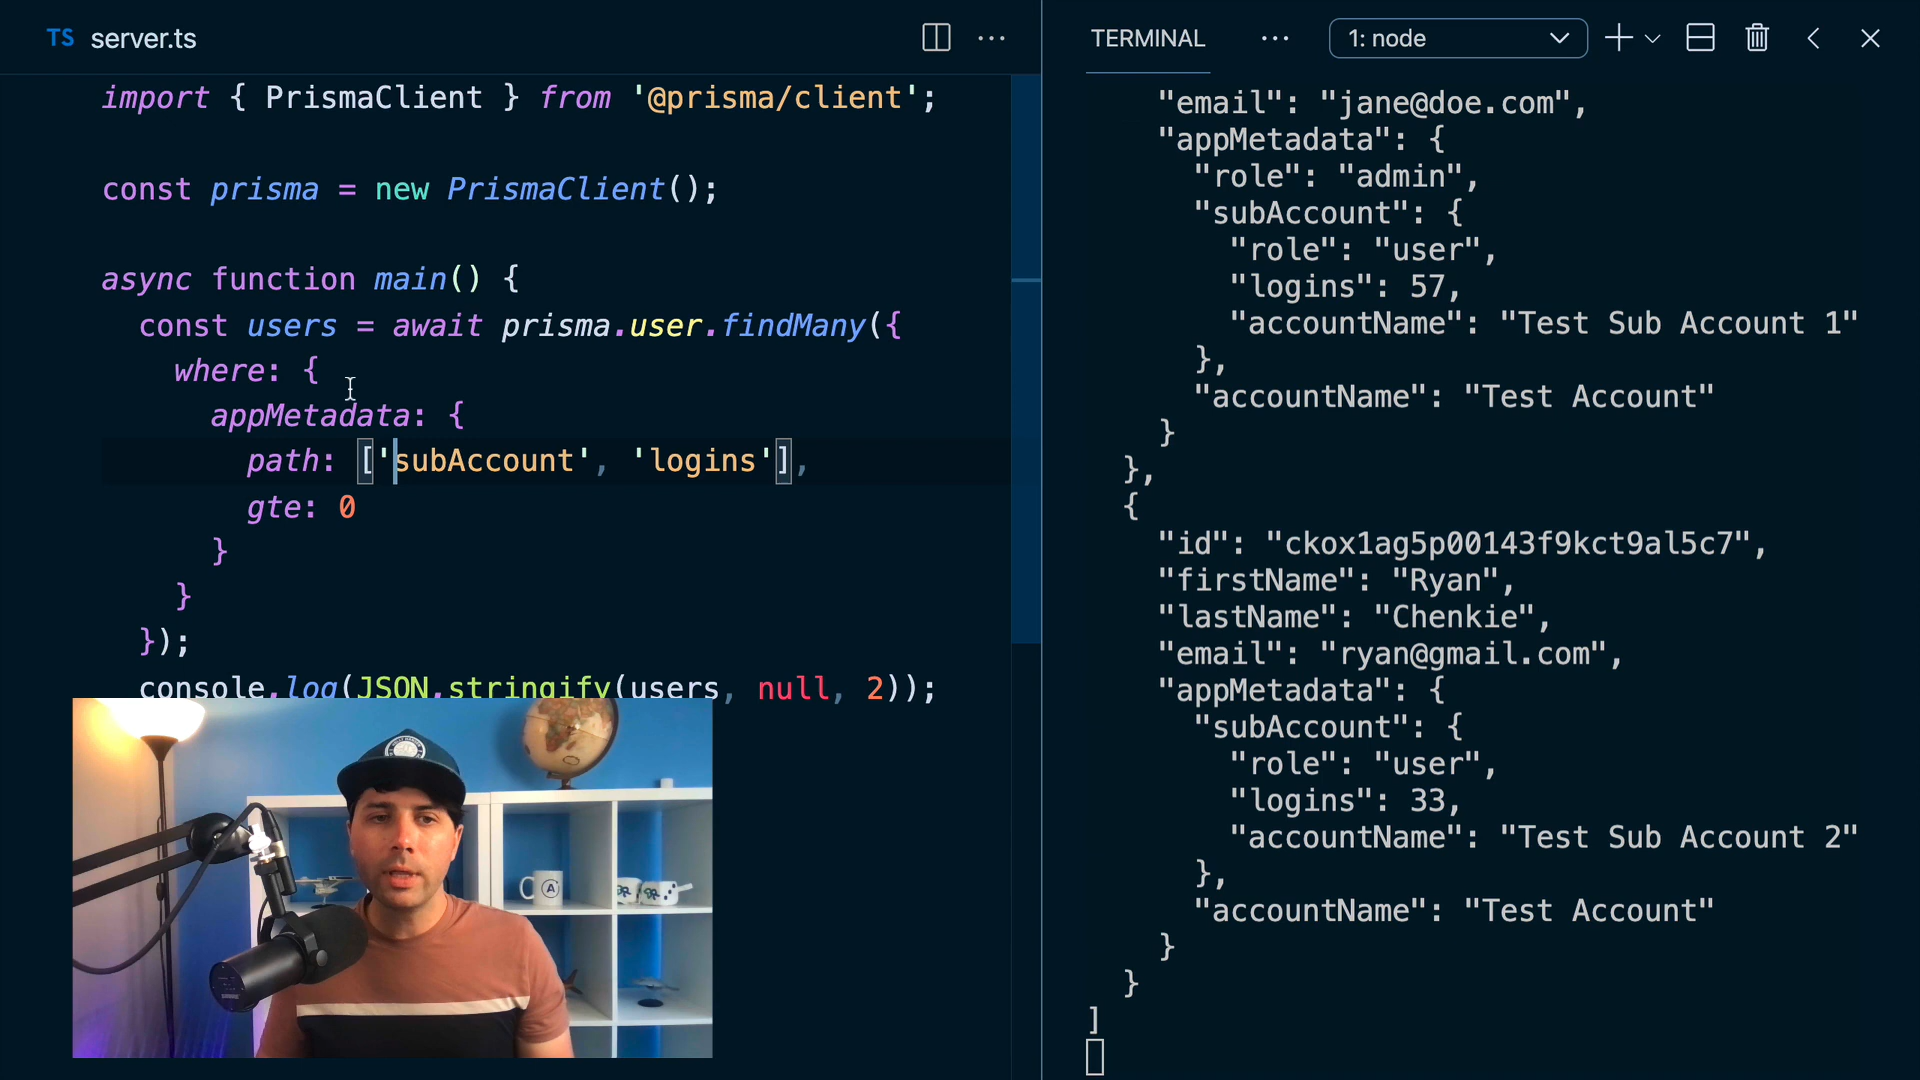 TS server.ts
import { PrismaClient } from '@prisma/client';
const prisma = new PrismaClient();
async function main() {
const users = await prisma.user.findMany({
where: {
appMetadata: {
path: ['subAccount', 'logins'],
gte: 0
}
}
});
console.log(JSON.stringify(users, null, 2));
TERMINAL
1: node
"email": "jane@doe.com",
"appMetadata": {
"role": "admin",
"subAccount": {
"role": "user",
"logins": 57,
"accountName": "Test Sub Account 1"
},
"accountName": "Test Account"
}
},
{
"id": "ckox1ag5p00143f9kct9al5c7",
"firstName": "Ryan",
"lastName": "Chenkie",
"email": "ryan@gmail.com",
"appMetadata": {
"subAccount": {
"role": "user",
"logins": 33,
"accountName": "Test Sub Account 2"
},
"accountName": "Test Account"
}
}
]